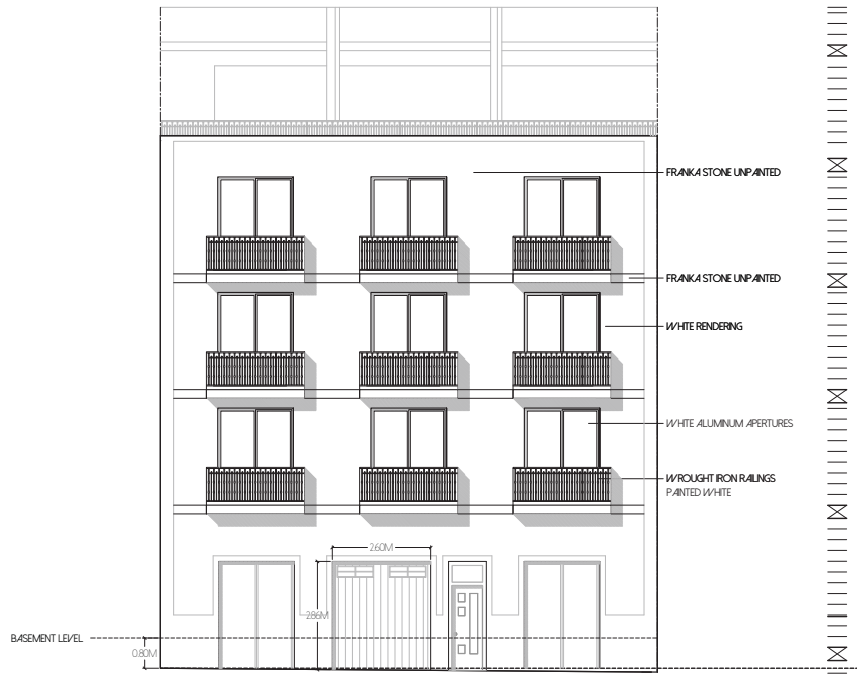 FRANKA STONE UNPAINTED
FRANKA STONE UNPAINTED
WHITE RENDERING
WHITE ALUMINUM APERTURES
WROUGHT IRON RAILINGS
PAINTED WHITE
2.60M
2.86M
BASEMENT LEVEL
0.80M